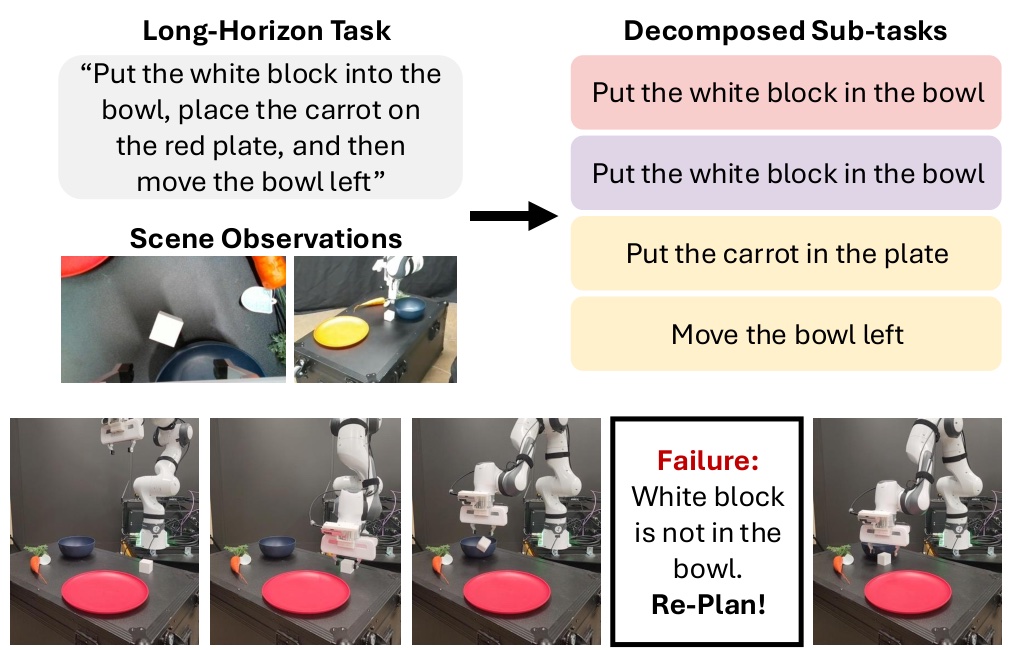 Long-Horizon Task
“Put the white block into the
bowl, place the carrot on
the red plate, and then
move the bowl left”
Scene Observations
Decomposed Sub-tasks
Put the white block in the bowl
Put the white block in the bowl
Put the carrot in the plate
Move the bowl left
Failure:
White block
is not in the
bowl.
Re-Plan!